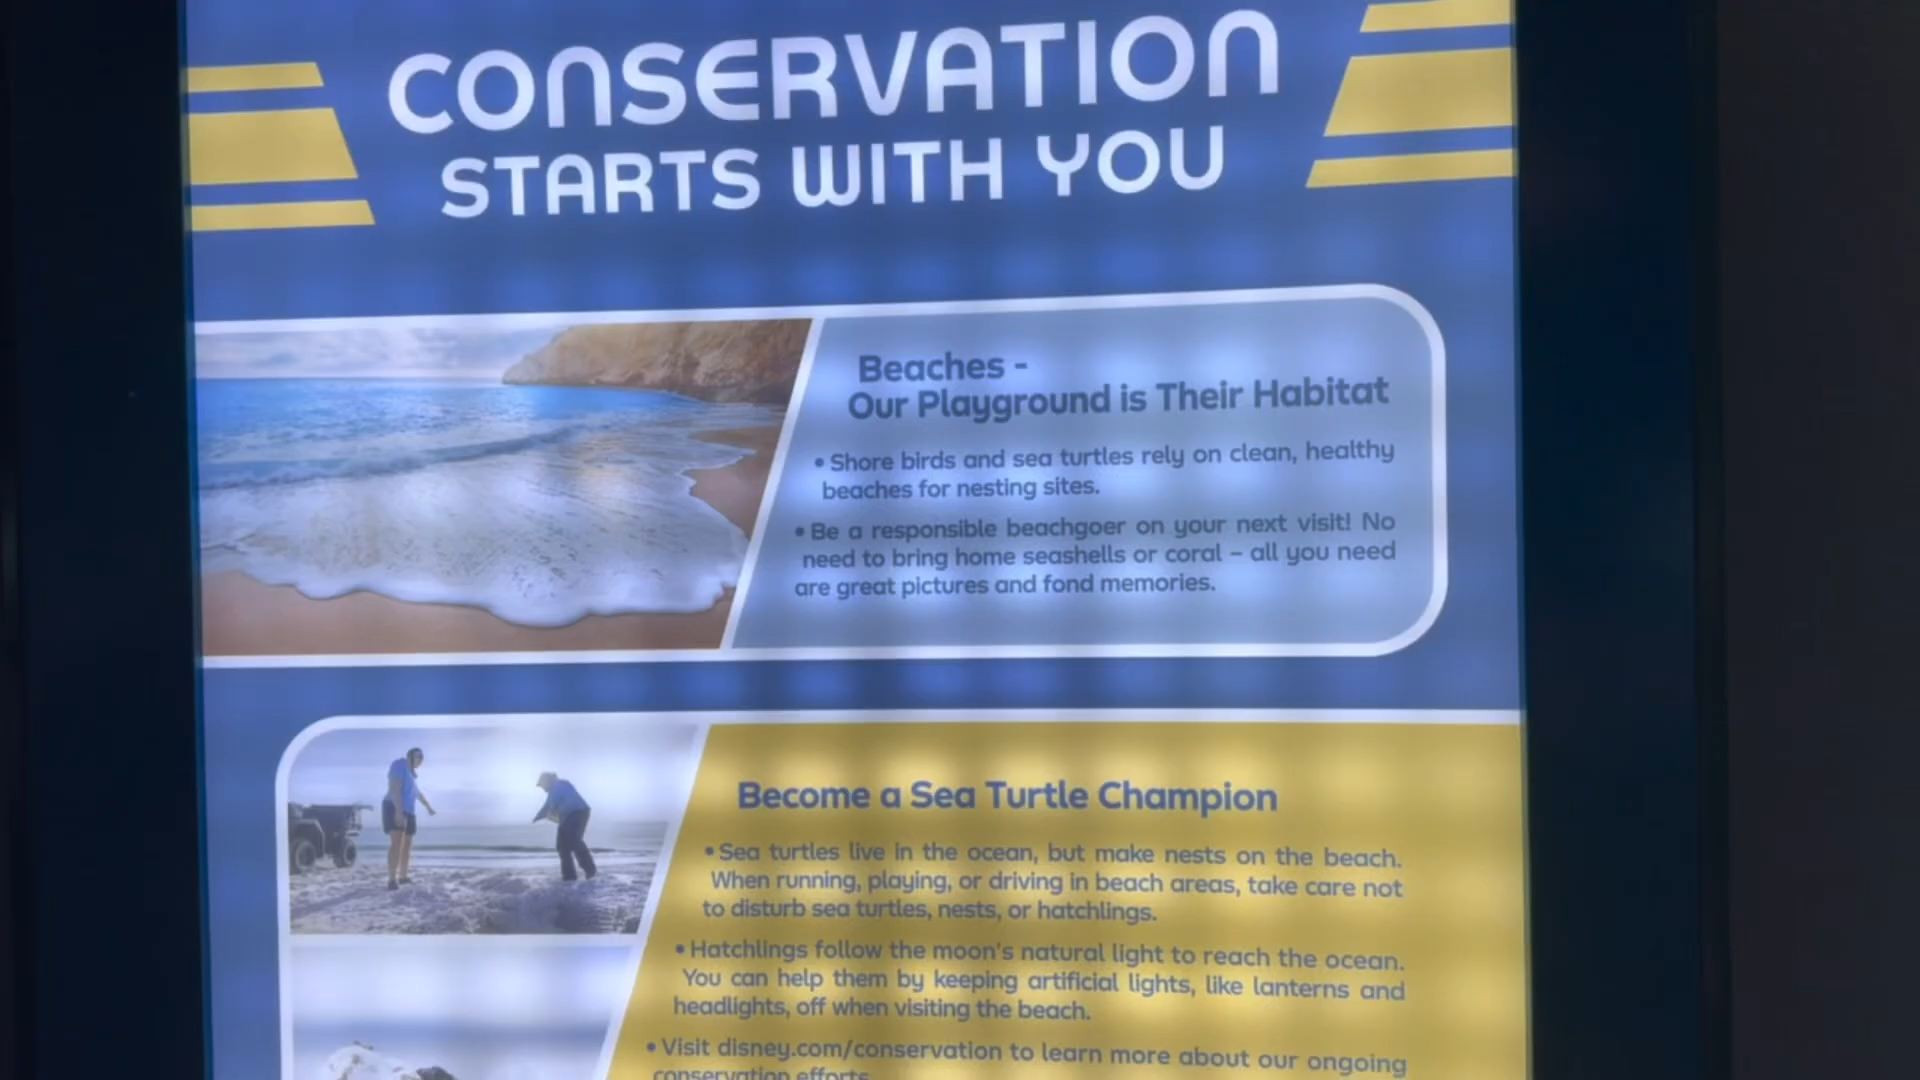 CONSERVATION
STARTS WITH YOU
Beaches -
Our Playground is Their Habitat
• Shore birds and sea turtles rely on clean, healthy
beaches for nesting sites.
• Be a responsible beachgoer on your next visit! No
need to bring home seashells or coral – all you need
are great pictures and fond memories.
Become a Sea Turtle Champion
• Sea turtles live in the ocean, but make nests on the beach.
When running, playing, or driving in beach areas, take care not
to disturb sea turtles, nests, or hatchlings.
• Hatchlings follow the moon's natural light to reach the ocean.
You can help them by keeping artificial lights, like lanterns and
headlights, off when visiting the beach.
• Visit disney.com/conservation to learn more about our ongoing
conservation efforts.